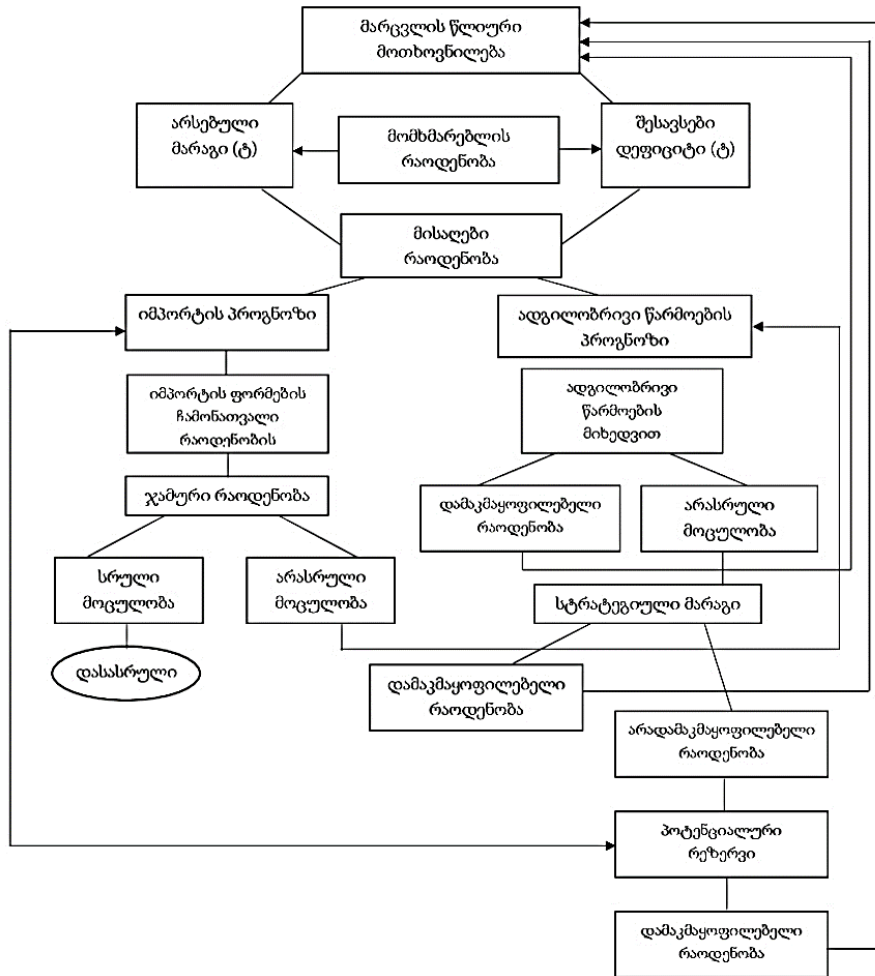 მარცვლის წლიური
მოთხოვნილება
არსებული
მარაგი (ტ)
მომხმარებლის
რაოდენობა
შესავსები
დეფიციტი (ტ)
მისაღები
რაოდენობა
იმპორტის პროგნოზი
ადგილობრივი წარმოების
პროგნოზი
იმპორტის ფორმების
ჩამონათვალი
რაოდენობის
ადგილობრივი
წარმოების
მიხედვით
ჯამური რაოდენობა
დამაკმაყოფილებელი
რაოდენობა
არასრული
მოცულობა
სრული
მოცულობა
არასრული
მოცულობა
სტრატეგიული მარაგი
დასასრული
დამაკმაყოფილებელი
რაოდენობა
არადამაკმაყოფილებელი
რაოდენობა
პოტენციალური
რეზერვი
დამაკმაყოფილებელი
რაოდენობა